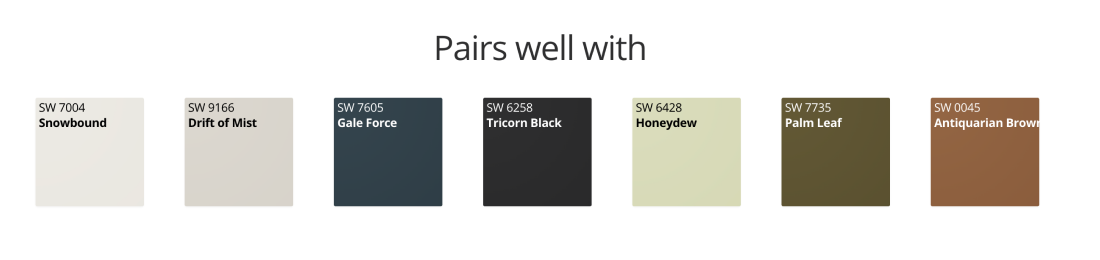 Pairs well with
SW 7004
Snowbound
SW 9166
Drift of Mist
SW 7605
Gale Force
SW 6258
Tricorn Black
SW 6428
Honeydew
SW 7735
Palm Leaf
SW 0045
Antiquarian Brown